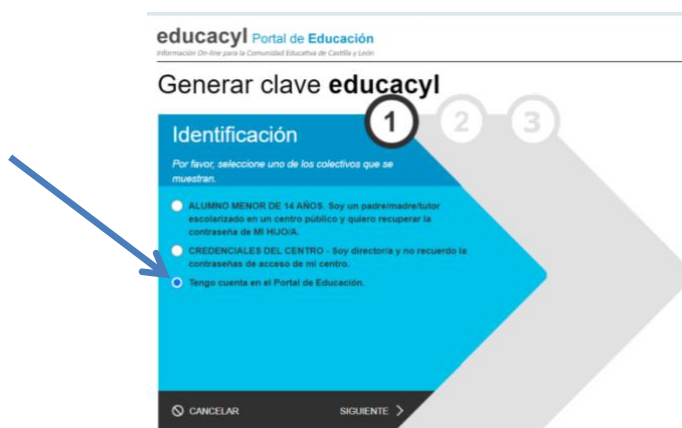 educacyl Portal de Educación
Información On-line para la Comunidad Educativa de Castilla y León
Generar clave educacyl
1 2 3
Identificación
Por favor, seleccione uno de los colectivos que se
muestran.
ALUMNO MENOR DE 14 AÑOS. Soy un padre/madre/tutor
escolarizado en un centro público y quiero recuperar la
contraseña de MI HIJO/A.
CREDENCIALES DEL CENTRO - Soy director/a y no recuerdo la
contraseñas de acceso de mi centro.
Tengo cuenta en el Portal de Educación.
CANCELAR SIGUIENTE